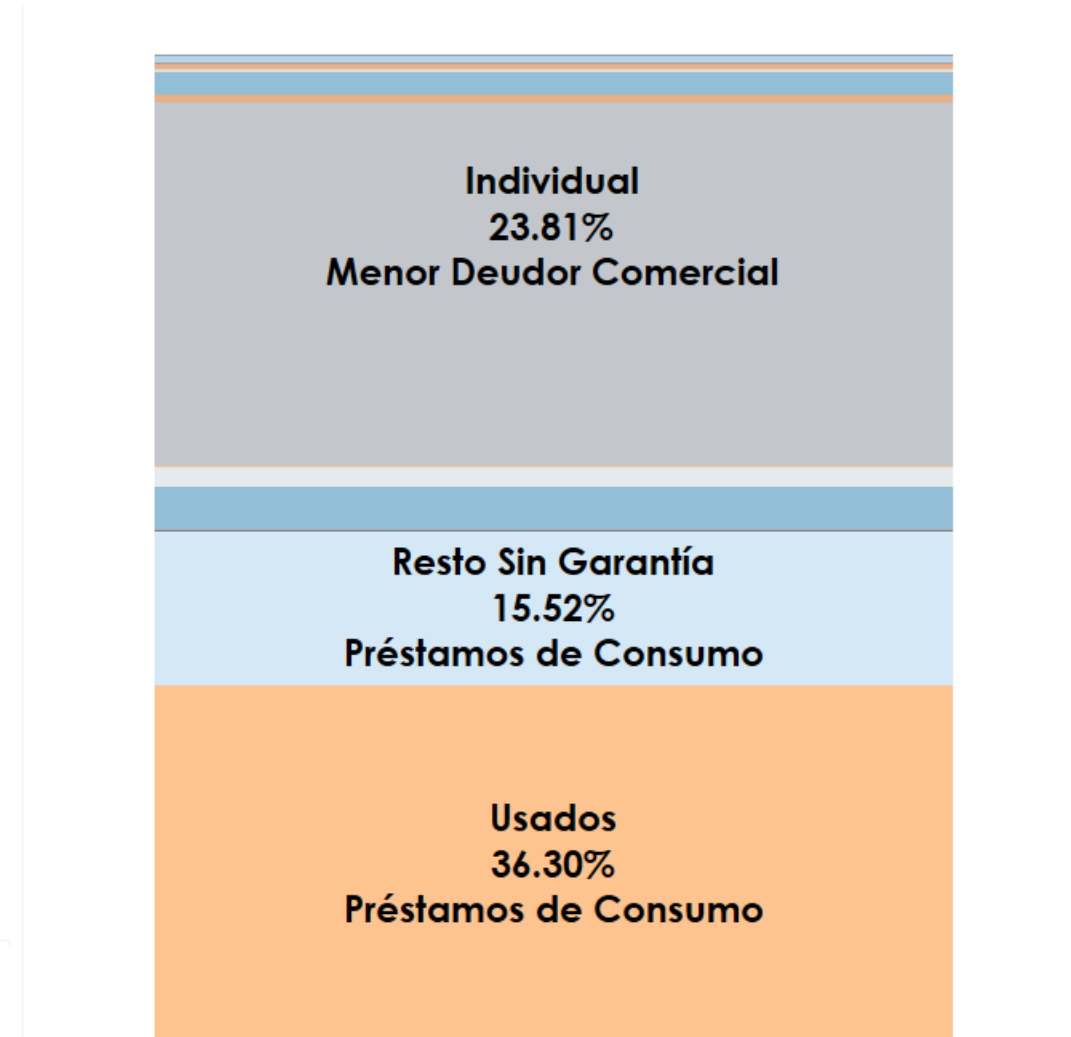 Individual
23.81%
Menor Deudor Comercial
Resto Sin Garantía
15.52%
Préstamos de Consumo
Usados
36.30%
Préstamos de Consumo